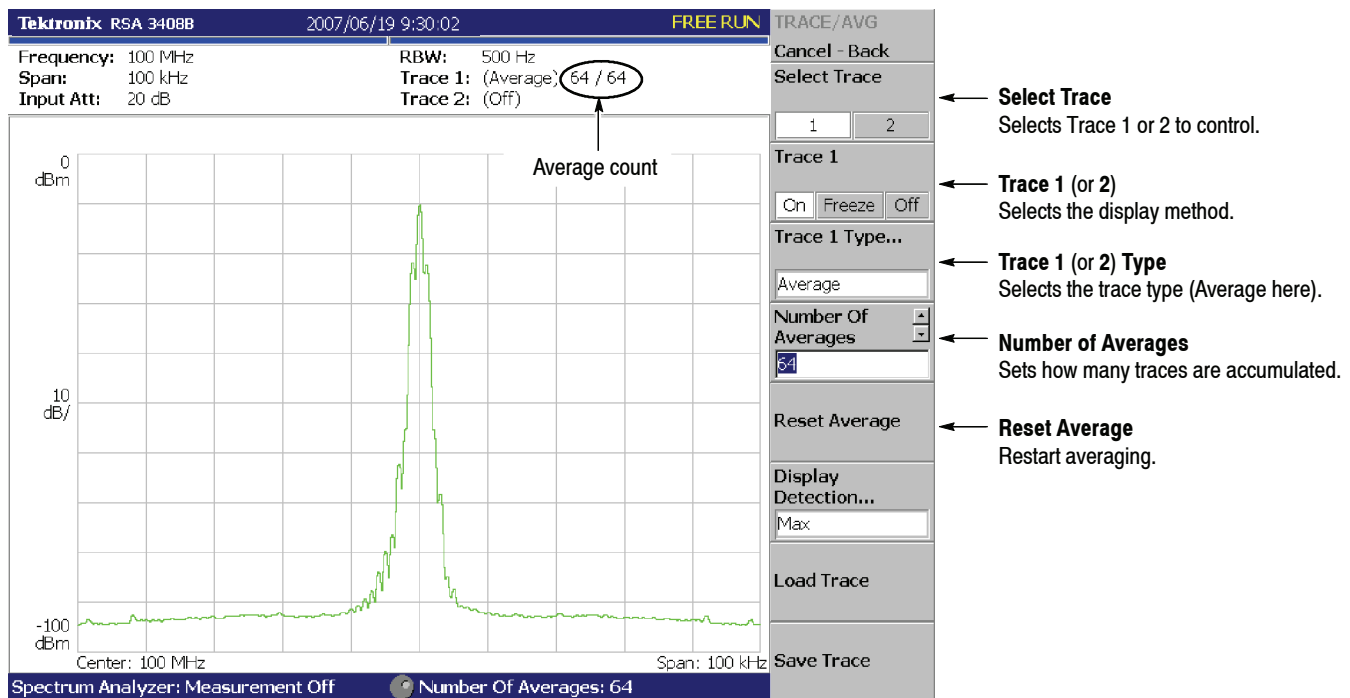 Tektronix RSA 3408B 2007/06/19 9:30:02 FREE RUN
Frequency: 100 MHz RBW: 500 Hz
Span: 100 kHz Trace 1: (Average) 64 / 64
Input Att: 20 dB Trace 2: (Off)
Average count
0
dBm
10
dB/
-100
dBm
Center: 100 MHz Span: 100 kHz
Spectrum Analyzer: Measurement Off Number Of Averages: 64
TRACE/AVG
Cancel - Back
Select Trace
1 2
Trace 1
On Freeze Off
Trace 1 Type...
Average
Number Of
Averages
64
Reset Average
Display
Detection...
Max
Load Trace
Save Trace
Select Trace
Selects Trace 1 or 2 to control.
Trace 1 (or 2)
Selects the display method.
Trace 1 (or 2) Type
Selects the trace type (Average here).
Number of Averages
Sets how many traces are accumulated.
Reset Average
Restart averaging.